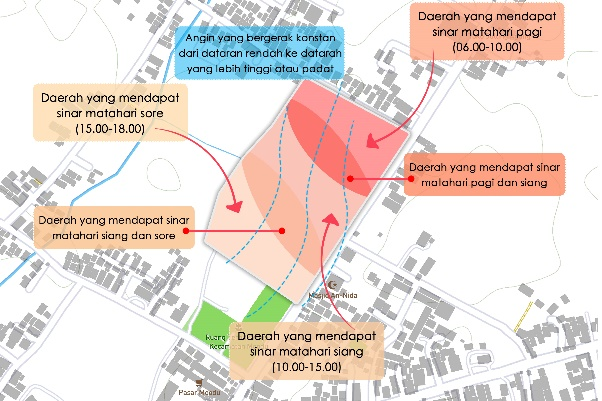 Daerah yang mendapat
sinar matahari pagi
(06.00-10.00)
Angin yang bergerak konstan
dari dataran rendah ke datarah
yang lebih tinggi atau padat
Daerah yang mendapat
sinar matahari sore
(15.00-18.00)
Daerah yang mendapat sinar
matahari pagi dan siang
Daerah yang mendapat sinar
matahari siang dan sore
Masjid An-Nida
Ruang
Daerah yang mendapat
sinar matahari siang
(10.00-15.00)
Pasar